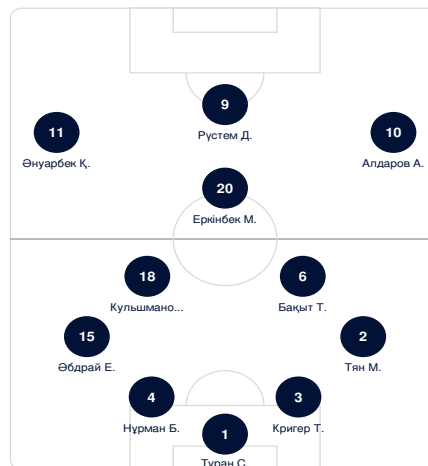 9
Рүстем Д.
11
Әнуарбек Қ.
10
Алдаров А.
20
Еркінбек М.
18
Кульшмано...
6
Бақыт Т.
15
Әбдрай Е.
2
Тян М.
4
Нұрман Б.
3
Кригер Т.
1
Туран С